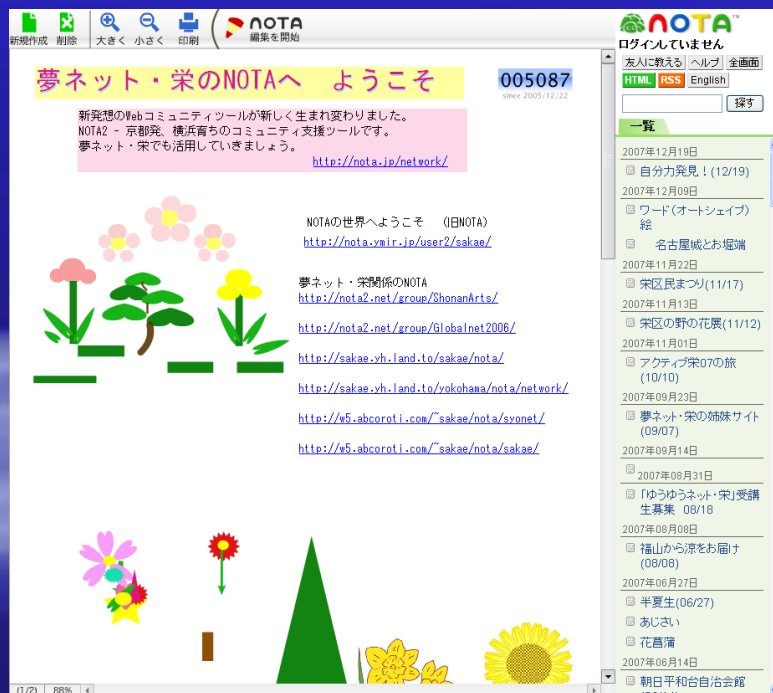 新規作成 削除 大きく 小さく 印刷 NOTA
編集を開始
夢ネット・栄のNOTAへ ようこそ
005087
since 2005/12/22
新発想のWebコミュニティツールが新しく生まれ変わりました。
NOTA2 - 京都発、横浜育ちのコミュニティ支援ツールです。
夢ネット・栄でも活用していきましょう。
http://nota.jp/network/
NOTAの世界へようこそ （旧NOTA）
http://nota.ymir.jp/user2/sakae/
夢ネット・栄関係のNOTA
http://nota2.net/group/ShonanArts/
http://nota2.net/group/Globalnet2006/
http://sakae.yh.land.to/sakae/nota/
http://sakae.yh.land.to/yokohama/nota/network/
http://w5.abcoroti.com/~sakae/nota/syonet/
http://w5.abcoroti.com/~sakae/nota/sakae/
(1/2) 88%
NOTA™
ログインしていません
友人に教える ヘルプ 全画面
HTML RSS English
探す
一覧
2007年12月19日
自分力発見！(12/19)
2007年12月09日
ワード（オートシェイプ）
絵
名古屋城とお堀端
2007年11月22日
栄区民まつり(11/17)
2007年11月13日
栄区の野の花展(11/12)
2007年11月01日
アクティブ栄07の旅
(10/10)
2007年09月23日
夢ネット・栄の姉妹サイト
(09/07)
2007年09月14日
2007年08月31日
「ゆうゆうネット・栄」受講
生募集 08/18
2007年08月08日
福山から涼をお届け
(08/08)
2007年06月27日
半夏生(06/27)
あじさい
花菖蒲
2007年06月14日
朝日平和台自治会館